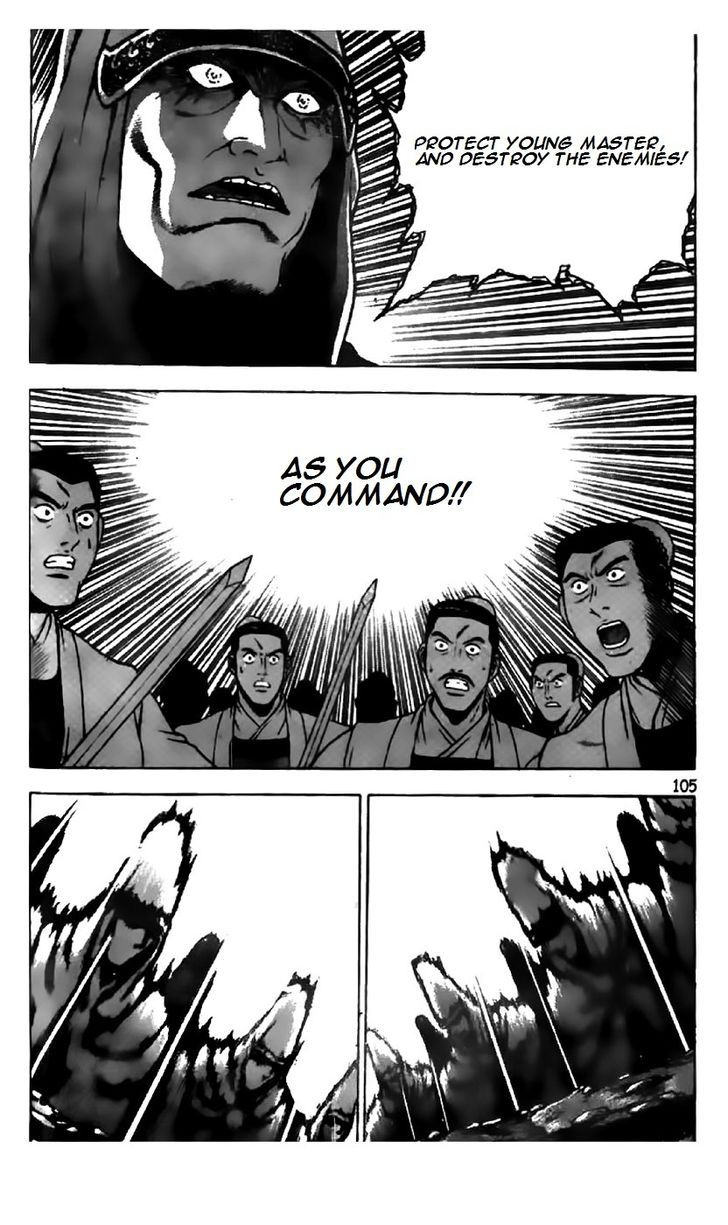 PROTECT YOUNG MASTER,
AND DESTROY THE ENEMIES!
AS YOU
COMMAND!!
105